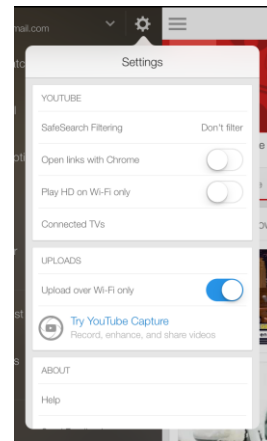 mail.com
Settings
YOUTUBE
SafeSearch Filtering Don't filter
Open links with Chrome
Play HD on Wi-Fi only
Connected TVs
UPLOADS
Upload over Wi-Fi only
Try YouTube Capture
Record, enhance, and share videos
ABOUT
Help